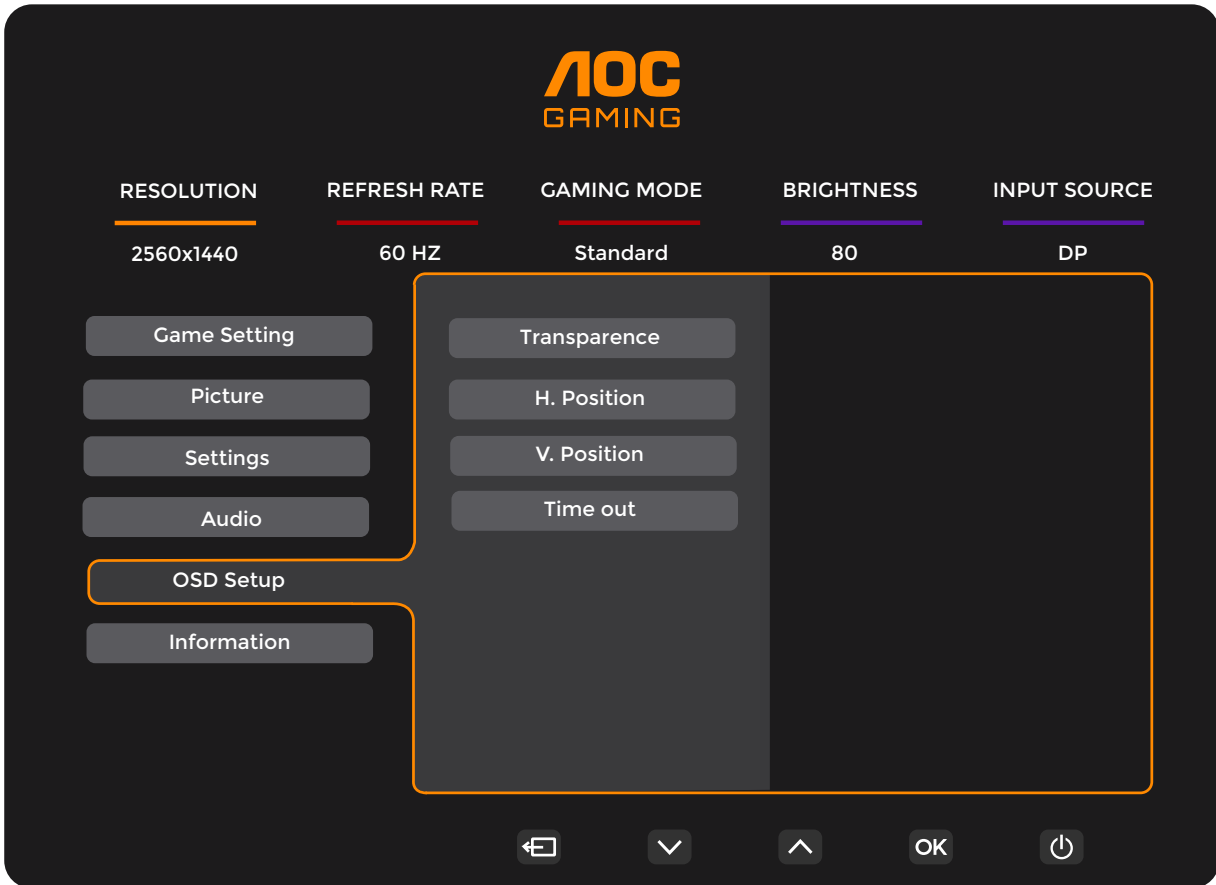 AOC
GAMING
RESOLUTION REFRESH RATE GAMING MODE BRIGHTNESS INPUT SOURCE
2560x1440 60 HZ Standard 80 DP
Game Setting
Picture
Settings
Audio
OSD Setup
Information
Transparence
H. Position
V. Position
Time out
OK